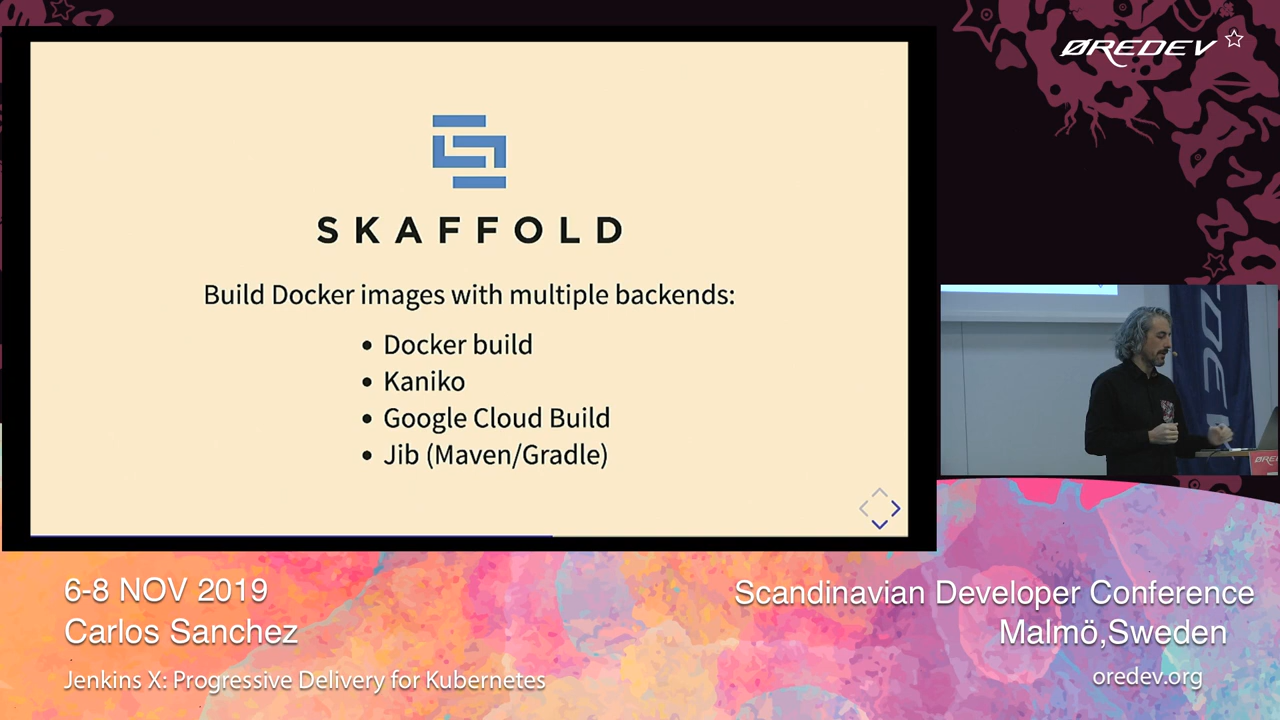 ØREDEV
SKAFFOLD
Build Docker images with multiple backends:
• Docker build
• Kaniko
• Google Cloud Build
• Jib (Maven/Gradle)
6-8 NOV 2019
Carlos Sanchez
Jenkins X: Progressive Delivery for Kubernetes
Scandinavian Developer Conference
Malmö,Sweden
oredev.org